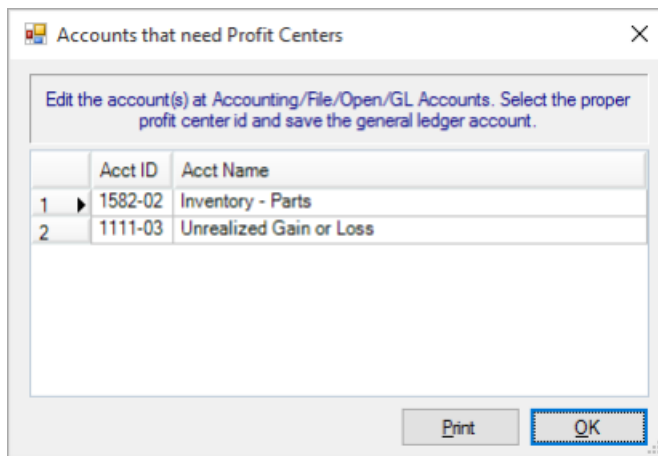 Accounts that need Profit Centers
Edit the account(s) at Accounting/File/Open/GL Accounts. Select the proper
profit center id and save the general ledger account.
Acct ID Acct Name
1 1582-02 Inventory - Parts
2 1111-03 Unrealized Gain or Loss
Print OK